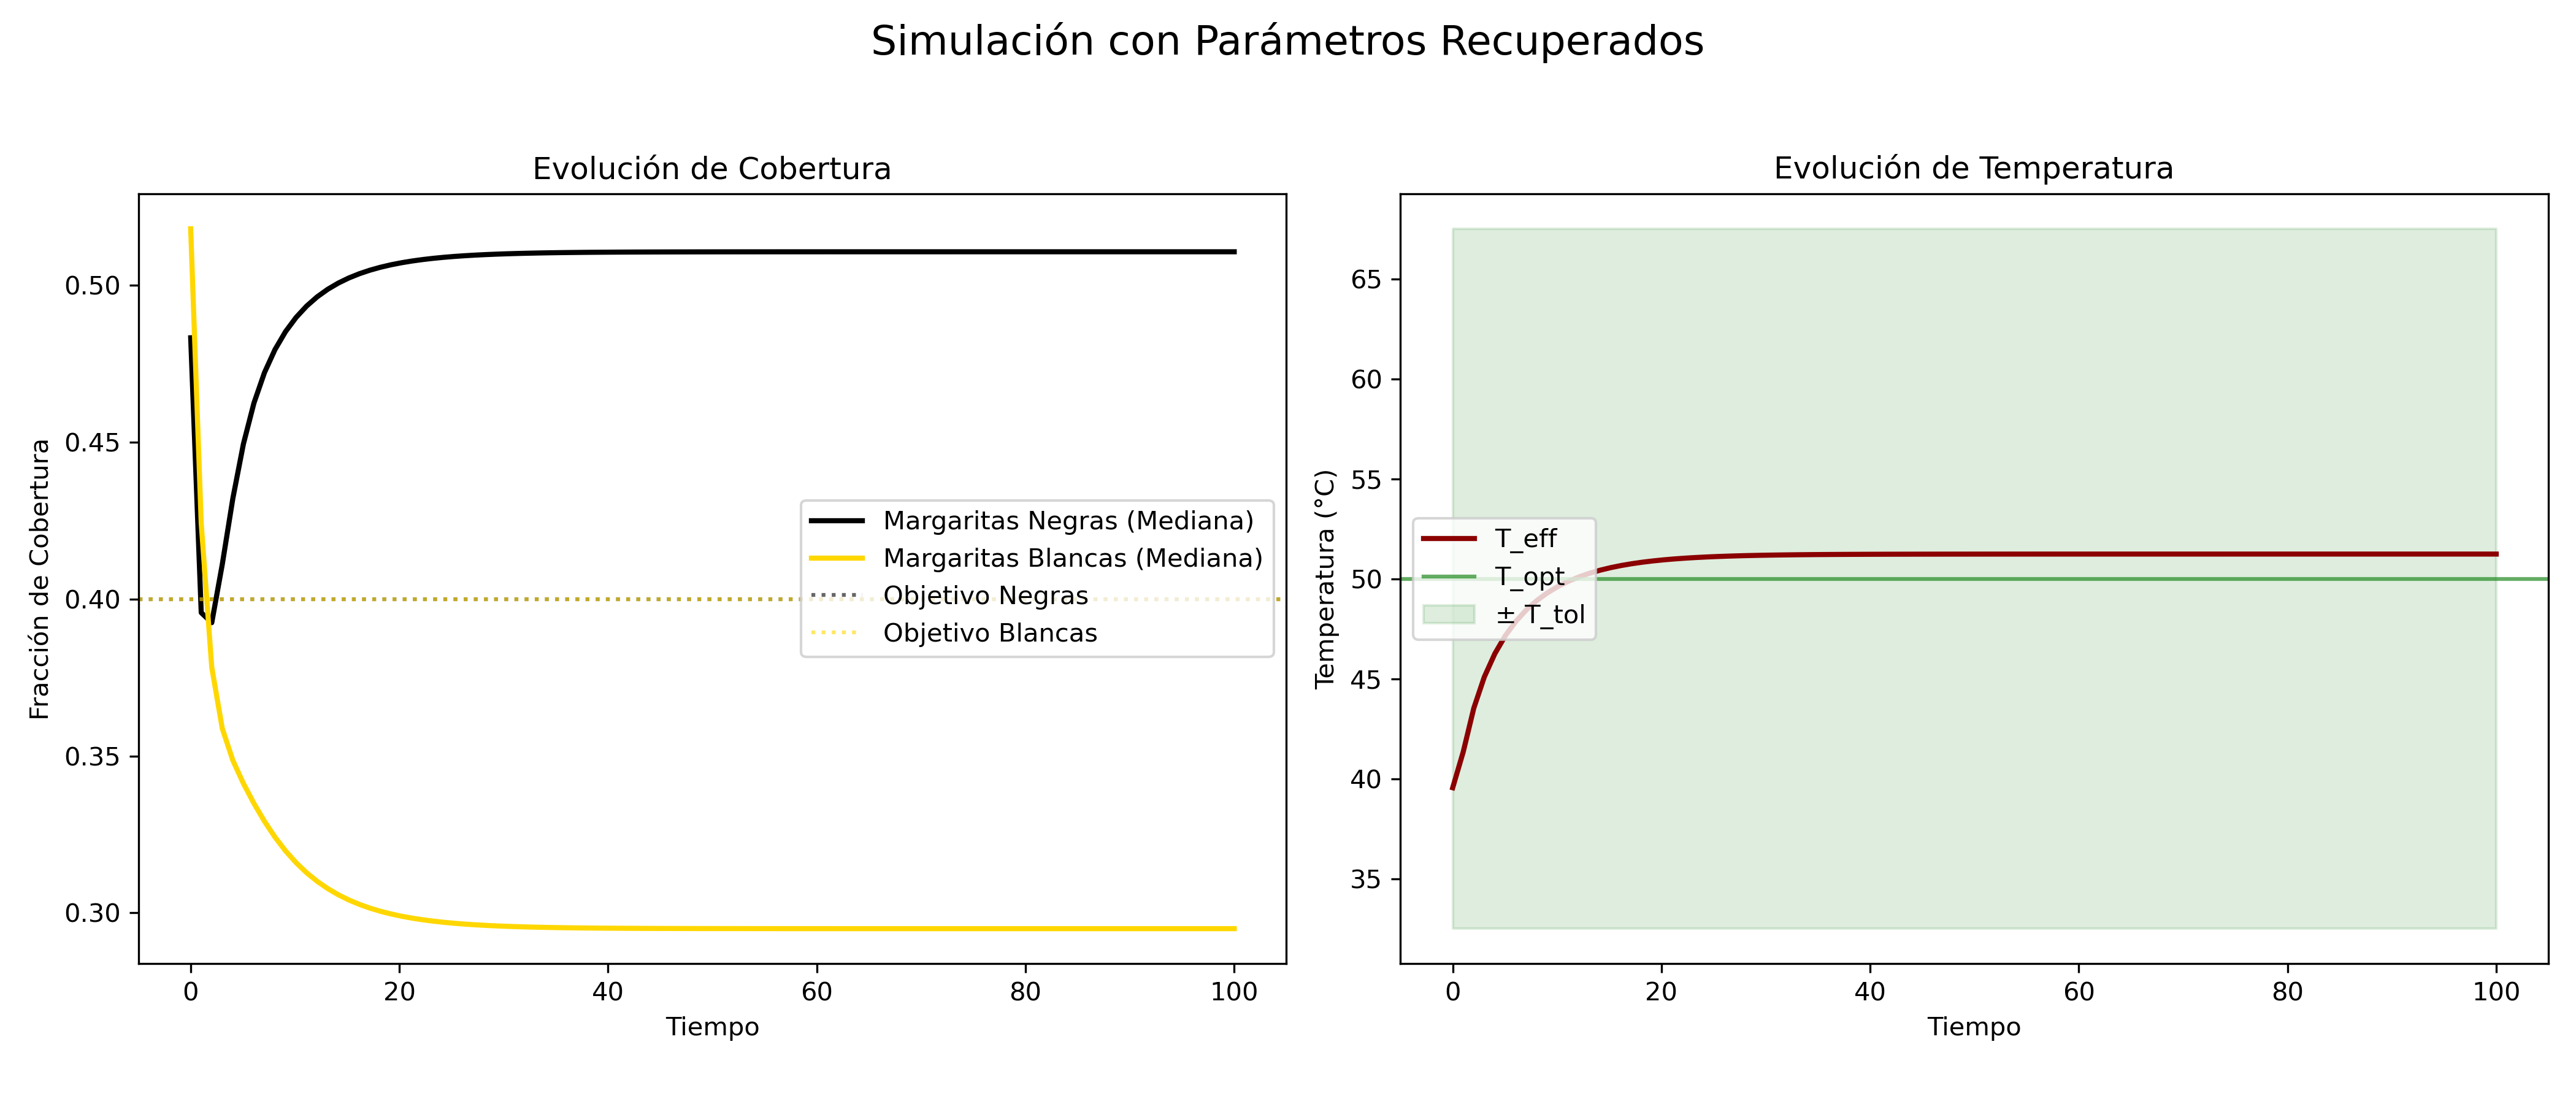 Simulación con Parámetros Recuperados
Evolución de Cobertura
Fracción de Cobertura
0.50
0.45
0.40
0.35
0.30
Margaritas Negras (Mediana)
Margaritas Blancas (Mediana)
Objetivo Negras
Objetivo Blancas
0 20 40 60 80 100
Tiempo
Evolución de Temperatura
Temperatura (°C)
65
60
55
50
45
40
35
T_eff
T_opt
± T_tol
0 20 40 60 80 100
Tiempo